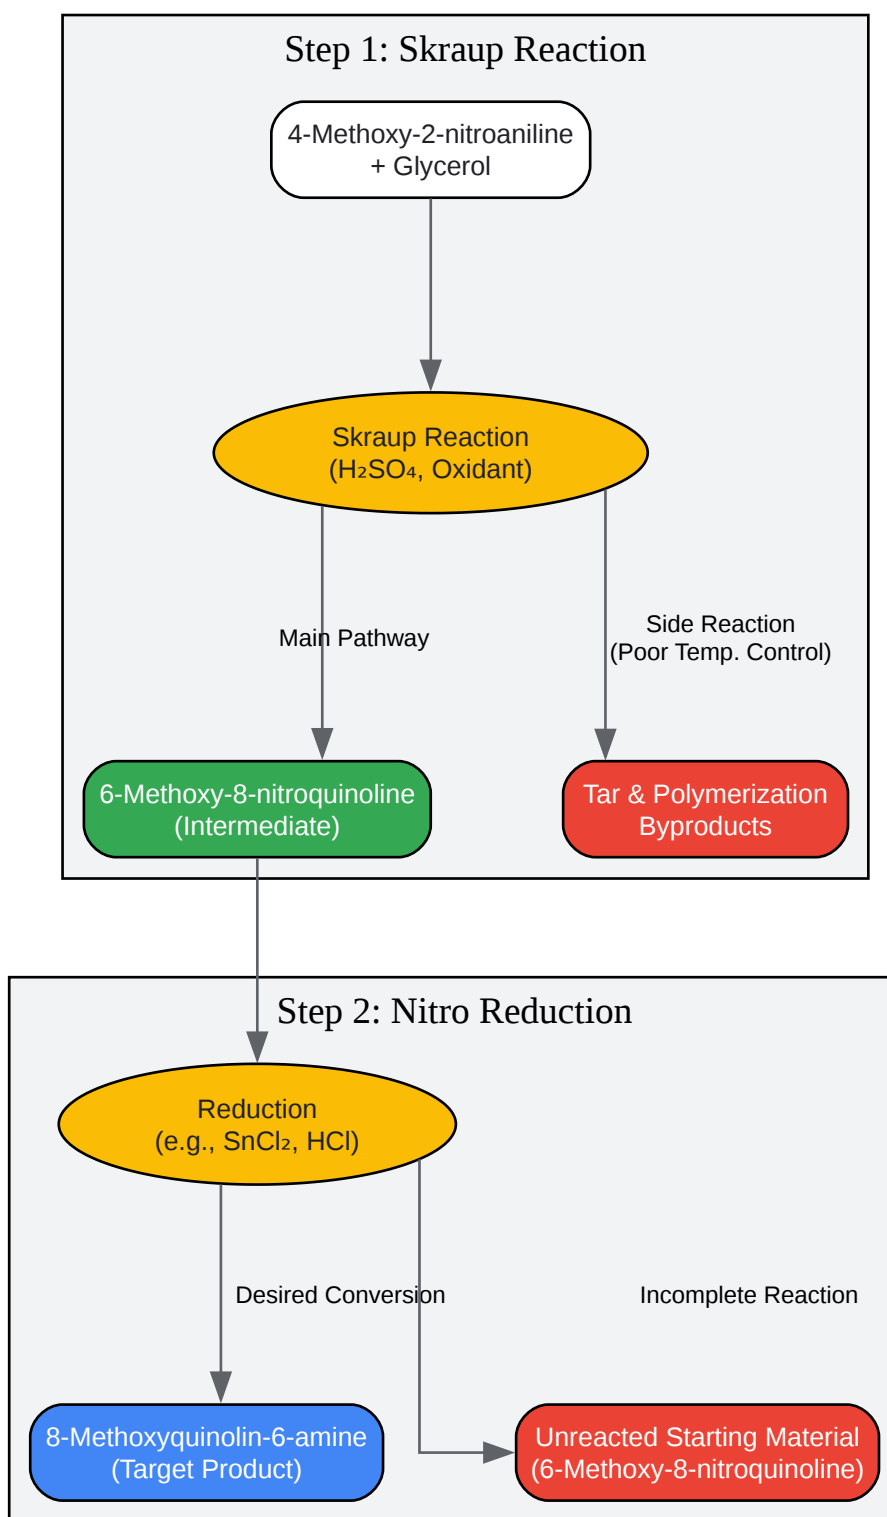 Step 1: Skraup Reaction
4-Methoxy-2-nitroaniline
+ Glycerol
Skraup Reaction
(H₂SO₄, Oxidant)
Main Pathway
Side Reaction
(Poor Temp. Control)
6-Methoxy-8-nitroquinoline
(Intermediate)
Tar & Polymerization
Byproducts
Step 2: Nitro Reduction
Reduction
(e.g., SnCl₂, HCl)
Desired Conversion
Incomplete Reaction
8-Methoxyquinolin-6-amine
(Target Product)
Unreacted Starting Material
(6-Methoxy-8-nitroquinoline)